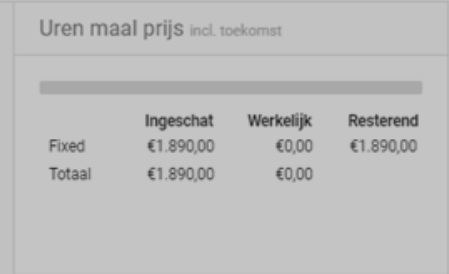 Uren maal prijs incl. toekomst
Ingeschat Werkelijk Resterend
Fixed €1.890,00 €0,00 €1.890,00
Totaal €1.890,00 €0,00